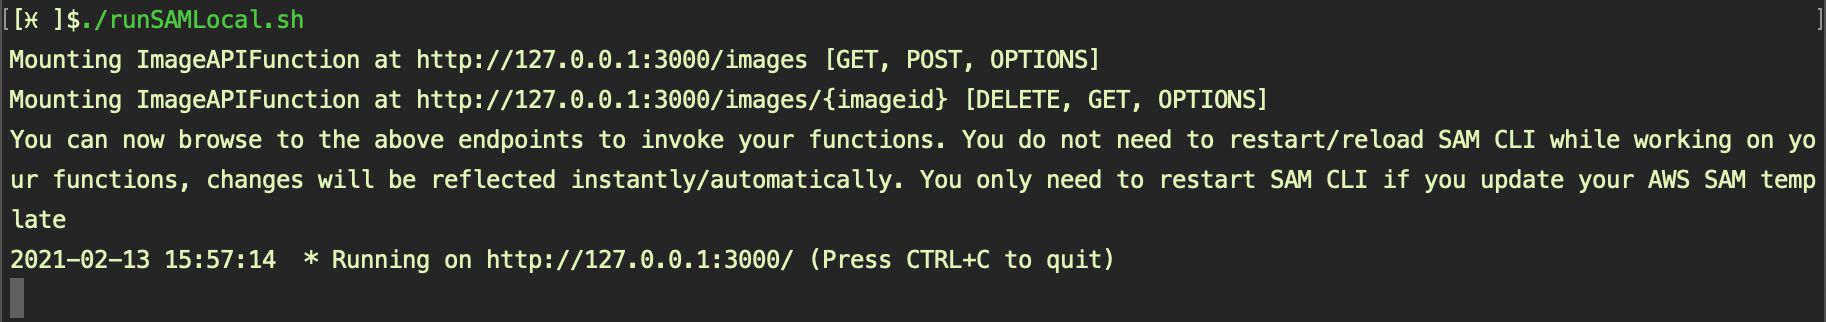 [[ӿ ]$./runSAMLocal.sh ]
Mounting ImageAPIFunction at http://127.0.0.1:3000/images [GET, POST, OPTIONS]
Mounting ImageAPIFunction at http://127.0.0.1:3000/images/{imageid} [DELETE, GET, OPTIONS]
You can now browse to the above endpoints to invoke your functions. You do not need to restart/reload SAM CLI while working on yo
ur functions, changes will be reflected instantly/automatically. You only need to restart SAM CLI if you update your AWS SAM temp
late
2021-02-13 15:57:14  * Running on http://127.0.0.1:3000/ (Press CTRL+C to quit)